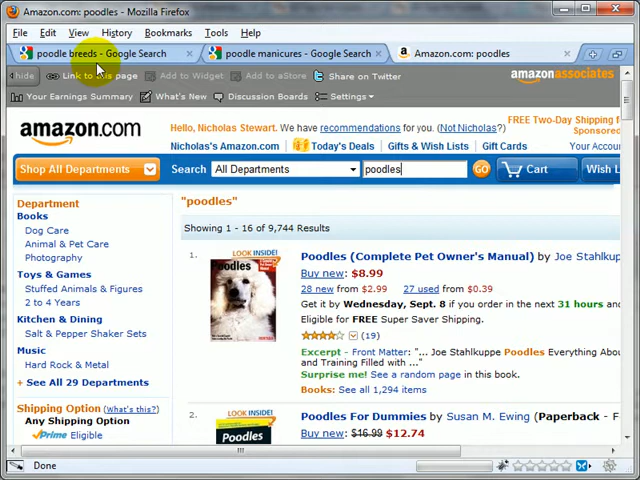 Amazon.com: poodles - Mozilla Firefox
File Edit View History Bookmarks Tools Help
poodle breeds - Google Search poodle manicures - Google Search Amazon.com: poodles
hide Link to this page Add to Widget Add to aStore Share on Twitter amazonassociates
Your Earnings Summary What's New Discussion Boards Settings
amazon.com Hello, Nicholas Stewart. We have recommendations for you. (Not Nicholas?) FREE Two-Day Shipping
Sponsored
Nicholas's Amazon.com Today's Deals Gifts & Wish Lists Gift Cards Your Accou
Shop All Departments Search All Departments poodles GO Cart Wish L
Department
Books
Dog Care
Animal & Pet Care
Photography
Toys & Games
Stuffed Animals & Figures
2 to 4 Years
Kitchen & Dining
Salt & Pepper Shaker Sets
Music
Hard Rock & Metal
+ See All 29 Departments
Shipping Option (What's this?)
Any Shipping Option
Prime Eligible
"poodles"
Showing 1 - 16 of 9,744 Results
1.
LOOK INSIDE!
Poodles
Poodles (Complete Pet Owner's Manual) by Joe Stahlkup
Buy new: $8.99
28 new from $2.99 27 used from $0.39
Get it by Wednesday, Sept. 8 if you order in the next 31 hours and
Eligible for FREE Super Saver Shipping.
(19)
Excerpt - Front Matter: "... Joe Stahlkuppe Poodles Everything Abou
and Training Filled with ..."
Surprise me! See a random page in this book.
Books: See all 1,294 items
2.
LOOK INSIDE!
Poodles
Poodles For Dummies by Susan M. Ewing (Paperback - F
Buy new: $16.99 $12.74
Done